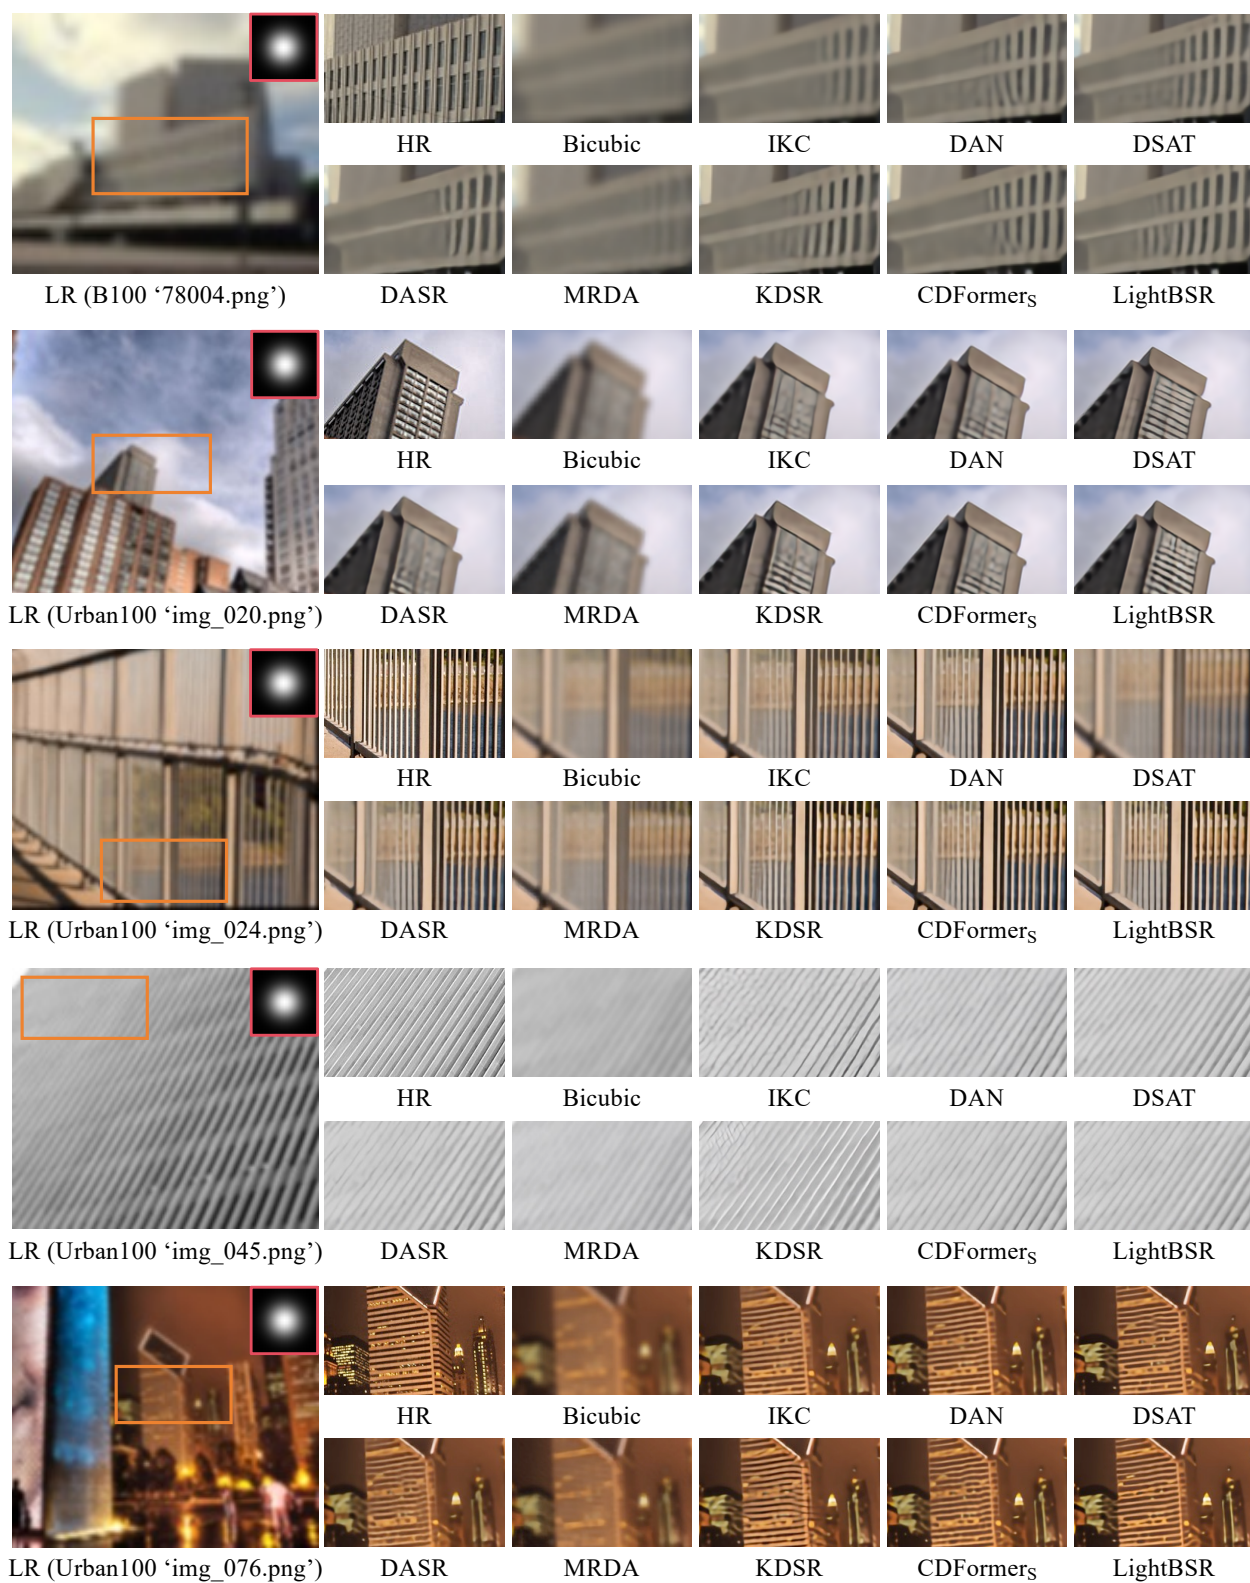 HR Bicubic IKC DAN DSAT
DASR MRDA KDSR CDFormerS LightBSR
LR (B100 ‘78004.png’)
HR Bicubic IKC DAN DSAT
DASR MRDA KDSR CDFormerS LightBSR
LR (Urban100 ‘img_020.png’)
HR Bicubic IKC DAN DSAT
DASR MRDA KDSR CDFormerS LightBSR
LR (Urban100 ‘img_024.png’)
HR Bicubic IKC DAN DSAT
DASR MRDA KDSR CDFormerS LightBSR
LR (Urban100 ‘img_045.png’)
HR Bicubic IKC DAN DSAT
DASR MRDA KDSR CDFormerS LightBSR
LR (Urban100 ‘img_076.png’)